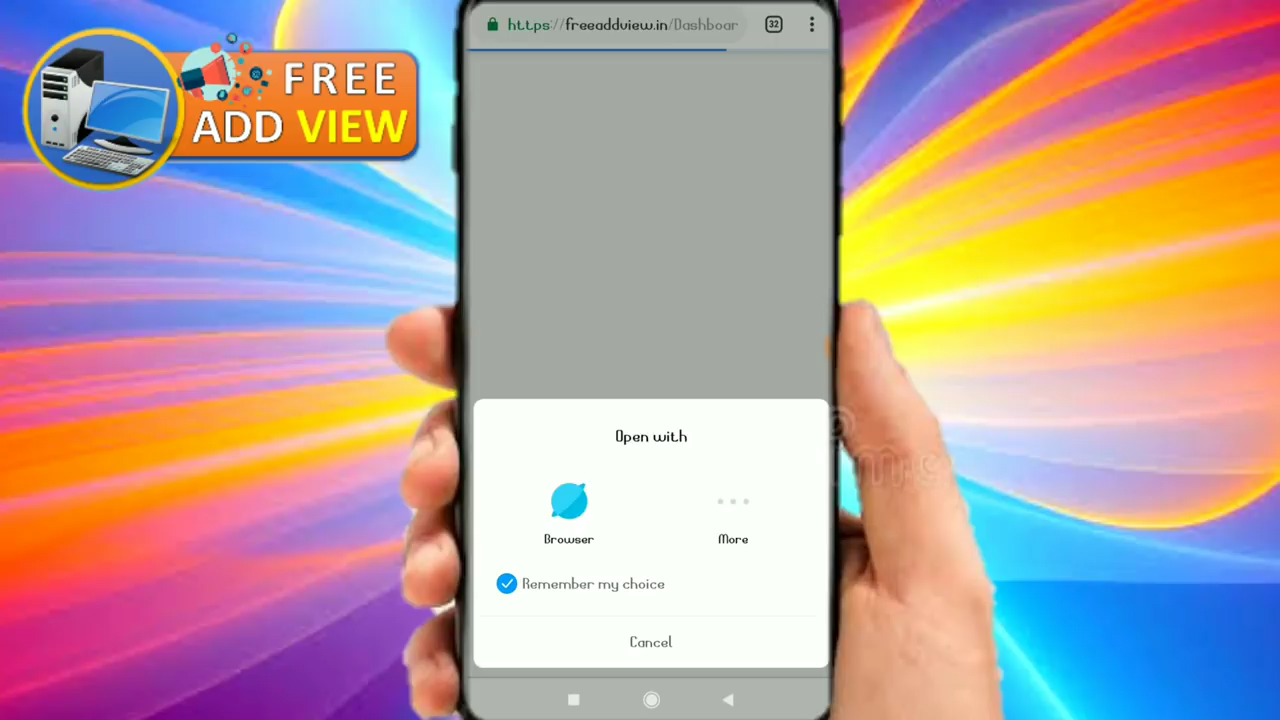 FREE
ADD VIEW
https://freeaddview.in/Dashboar
32
Open with
Browser
More
Remember my choice
Cancel